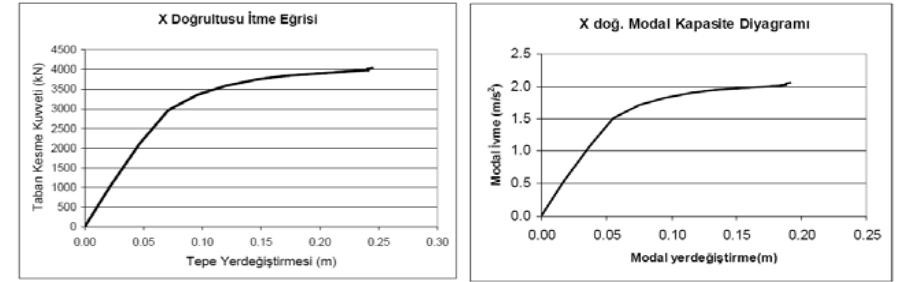 X Doğrultusu İtme Eğrisi
Taban Kesme Kuvveti (kN)
4500
4000
3500
3000
2500
2000
1500
1000
500
0
0.00 0.05 0.10 0.15 0.20 0.25 0.30
Tepe Yerdeğiştirmesi (m)
X doğ. Modal Kapasite Diyagramı
Modal İvme (m/s²)
2.5
2.0
1.5
1.0
0.5
0.0
0.00 0.05 0.10 0.15 0.20 0.25
Modal yerdeğiştirme(m)